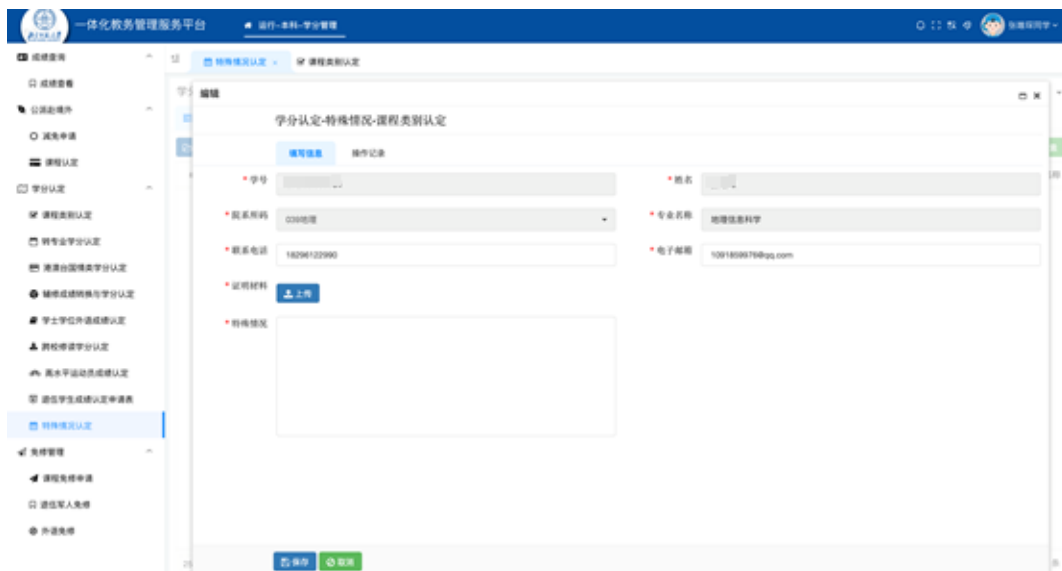 一体化教务管理服务平台
运行-本科-学分管理
成绩查询
成绩查看
公派赴境外
减免申请
课程认定
学分认定
课程类别认定
转专业学分认定
港澳台国情类学分认定
辅修成绩转换与学分认定
学士学位外语成绩认定
跨校修读学分认定
高水平运动员成绩认定
退伍学生成绩认定申请表
特殊情况认定
免修管理
课程免修申请
退伍军人免修
外语免修
特殊情况认定 ×
课程类别认定
编辑
学分认定-特殊情况-课程类别认定
填写信息 操作记录
*学号 *姓名
*院系所码 039地理 *专业名称 地理信息科学
*联系电话 18296122990 *电子邮箱 1091859976@qq.com
*证明材料 上传
*特殊情况
保存 取消